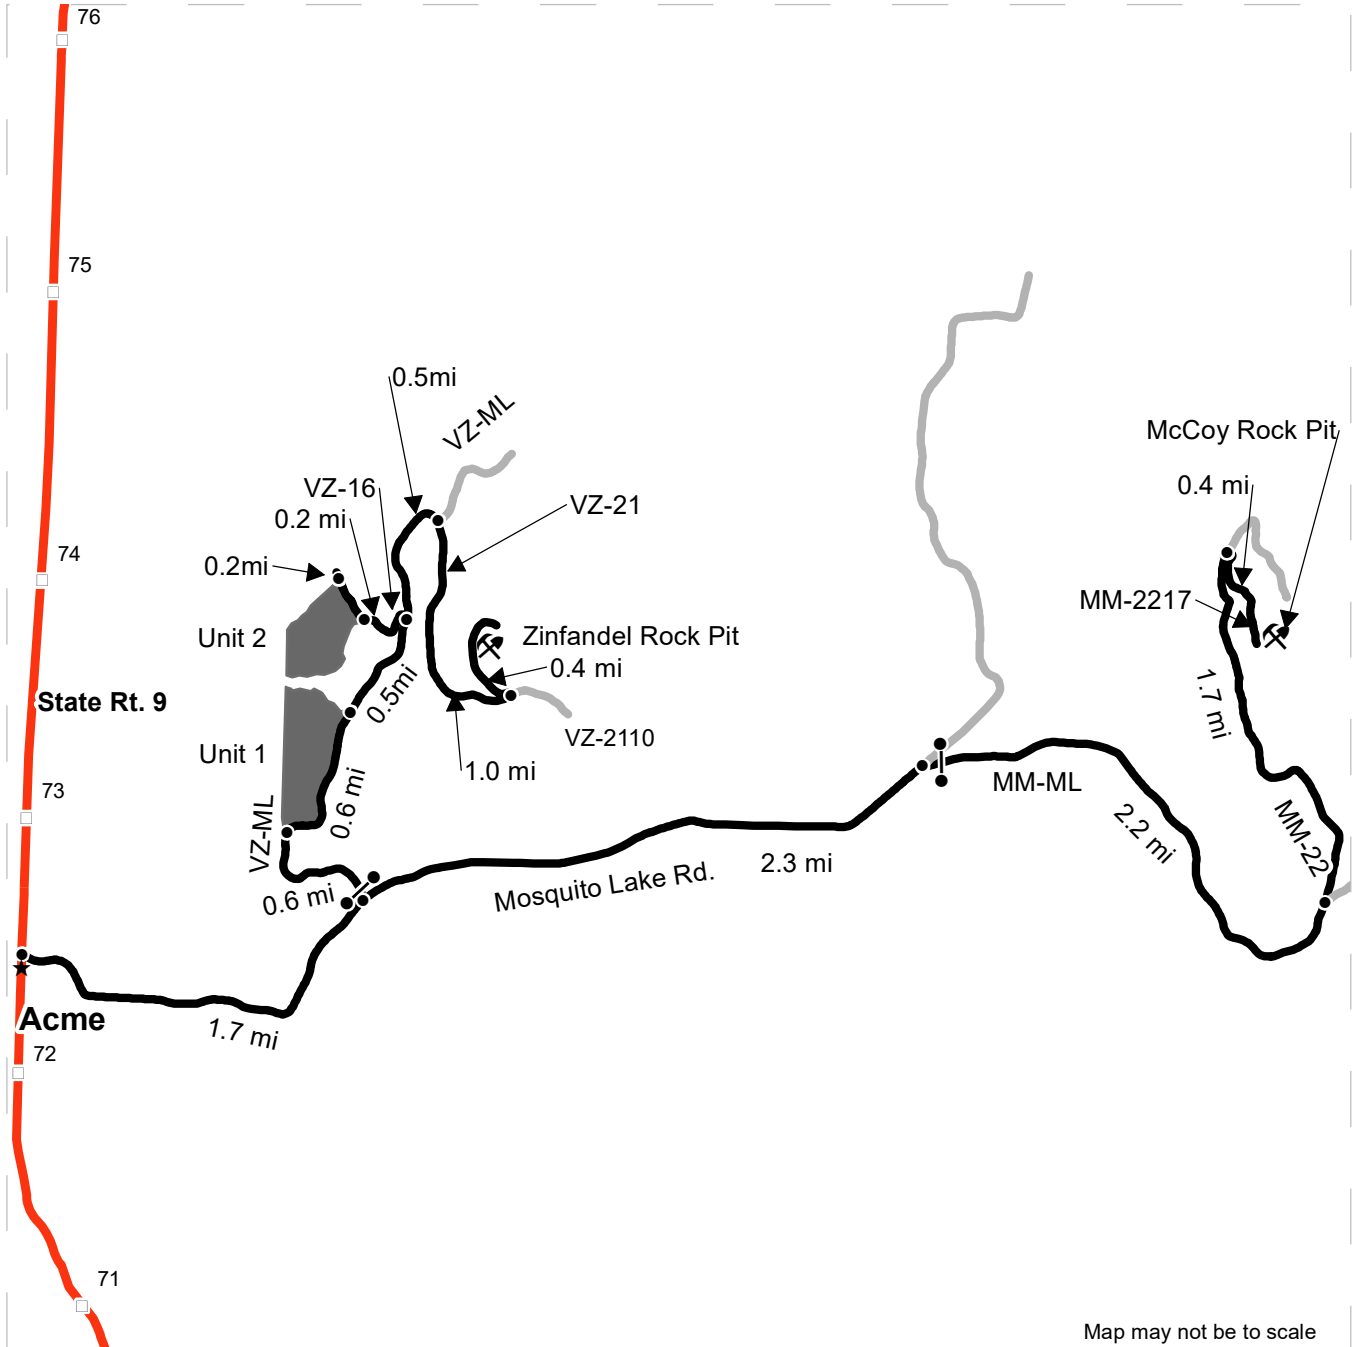 76
75
0.5mi
VZ-ML
McCoy Rock Pit
0.4 mi
VZ-16
VZ-21
0.2 mi
74
0.2mi
MM-2217
Unit 2
Zinfandel Rock Pit
0.4 mi
State Rt. 9
0.5mi
1.7 mi
VZ-2110
Unit 1
1.0 mi
MM-ML
73
0.6 mi
VZ-ML
2.2 mi
MM-22
2.3 mi
Mosquito Lake Rd.
0.6 mi
Acme
1.7 mi
72
71
Map may not be to scale